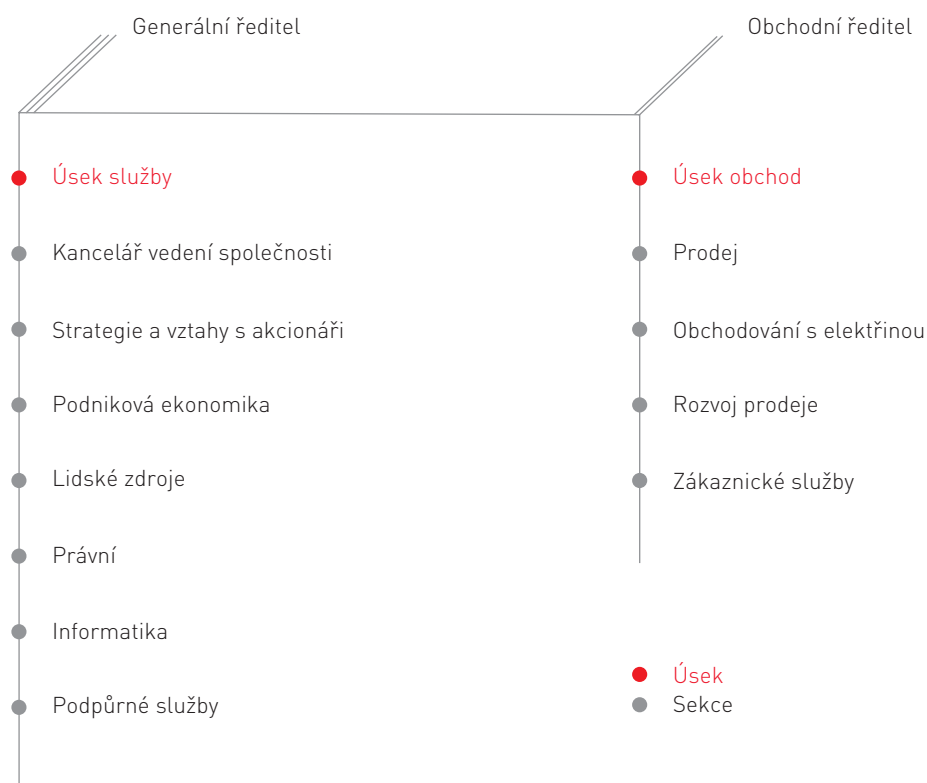 Generální ředitel
Obchodní ředitel
Úsek služby
Kancelář vedení společnosti
Strategie a vztahy s akcionáři
Podniková ekonomika
Lidské zdroje
Právní
Informatika
Podpůrné služby
Úsek obchod
Prodej
Obchodování s elektřinou
Rozvoj prodeje
Zákaznické služby
Úsek
Sekce